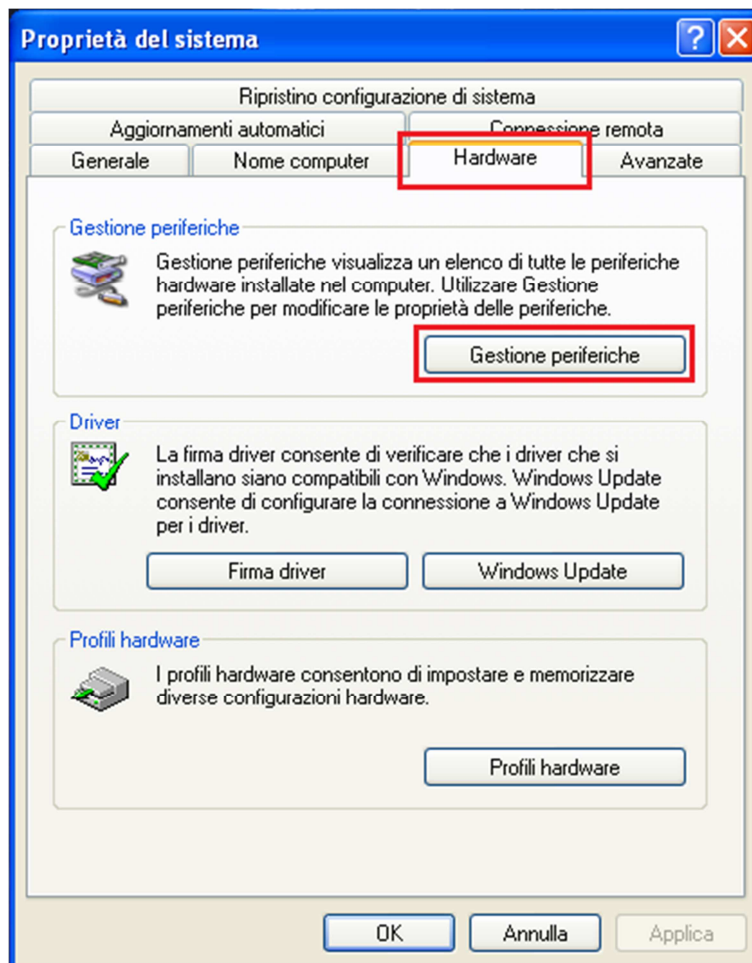 Proprietà del sistema
Ripristino configurazione di sistema
Aggiornamenti automatici
Connessione remota
Generale
Nome computer
Hardware
Avanzate
Gestione periferiche
Gestione periferiche visualizza un elenco di tutte le periferiche
hardware installate nel computer. Utilizzare Gestione
periferiche per modificare le proprietà delle periferiche.
Gestione periferiche
Driver
La firma driver consente di verificare che i driver che si
installano siano compatibili con Windows. Windows Update
consente di configurare la connessione a Windows Update
per i driver.
Firma driver
Windows Update
Profili hardware
I profili hardware consentono di impostare e memorizzare
diverse configurazioni hardware.
Profili hardware
OK
Annulla
Applica